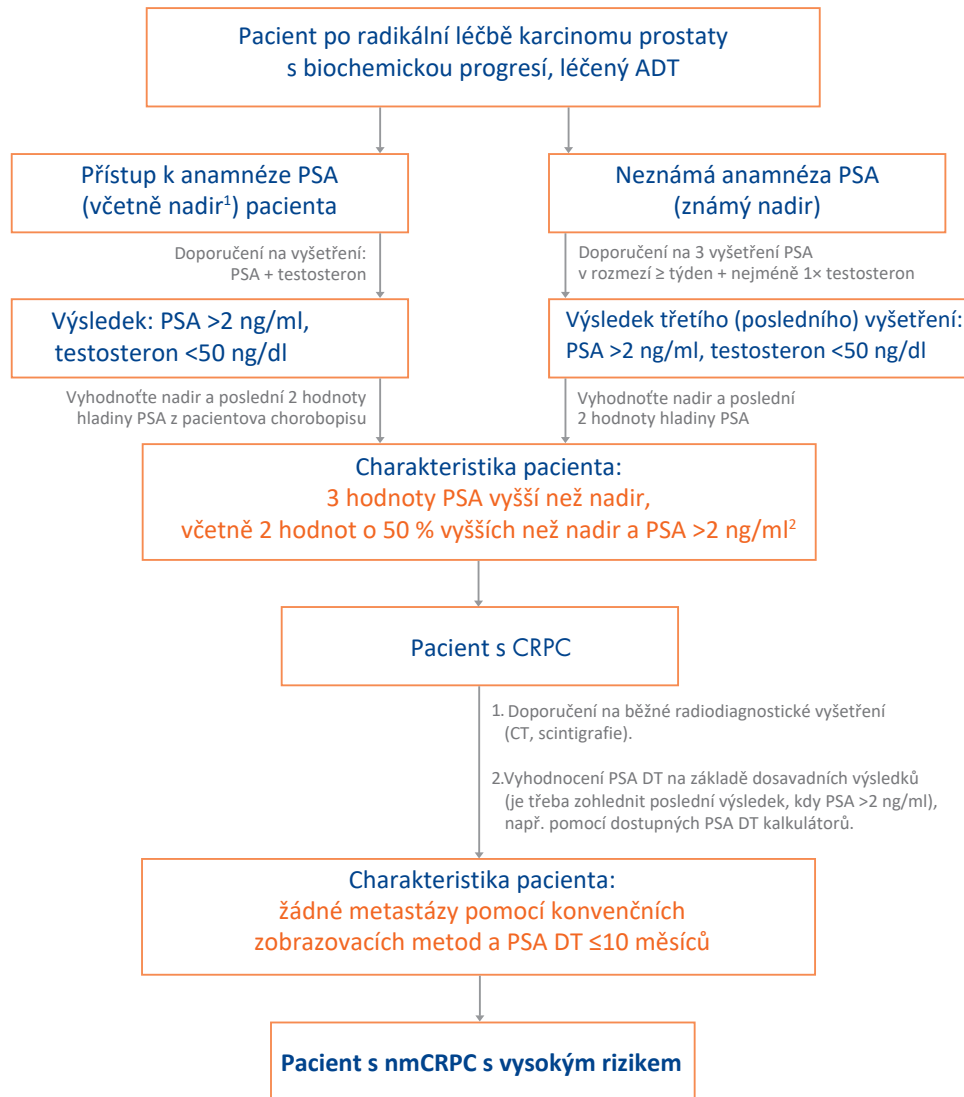 Pacient po radikální léčbě karcinomu prostaty
s biochemickou progresí, léčený ADT
Přístup k anamnéze PSA
(včetně nadir¹) pacienta
Neznámá anamnéza PSA
(známý nadir)
Doporučení na vyšetření:
PSA + testosteron
Doporučení na 3 vyšetření PSA
v rozmezí ≥ týden + nejméně 1× testosteron
Výsledek: PSA >2 ng/ml,
testosteron <50 ng/dl
Výsledek třetího (posledního) vyšetření:
PSA >2 ng/ml, testosteron <50 ng/dl
Vyhodnoťte nadir a poslední 2 hodnoty
hladiny PSA z pacientova chorobopisu
Vyhodnoťte nadir a poslední
2 hodnoty hladiny PSA
Charakteristika pacienta:
3 hodnoty PSA vyšší než nadir,
včetně 2 hodnot o 50 % vyšších než nadir a PSA >2 ng/ml²
Pacient s CRPC
1. Doporučení na běžné radiodiagnostické vyšetření
(CT, scintigrafie).
2.Vyhodnocení PSA DT na základě dosavadních výsledků
(je třeba zohlednit poslední výsledek, kdy PSA >2 ng/ml),
např. pomocí dostupných PSA DT kalkulátorů.
Charakteristika pacienta:
žádné metastázy pomocí konvenčních
zobrazovacích metod a PSA DT ≤10 měsíců
Pacient s nmCRPC s vysokým rizikem